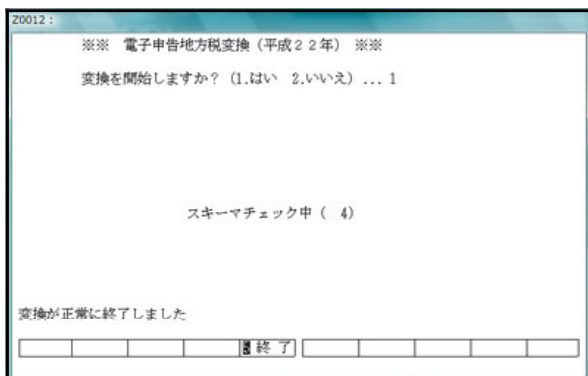 Z0012：
※※ 電子申告地方税変換（平成２２年） ※※
変換を開始しますか？（1.はい 2.いいえ）... 1
スキーマチェック中（ 4）
変換が正常に終了しました
終 了